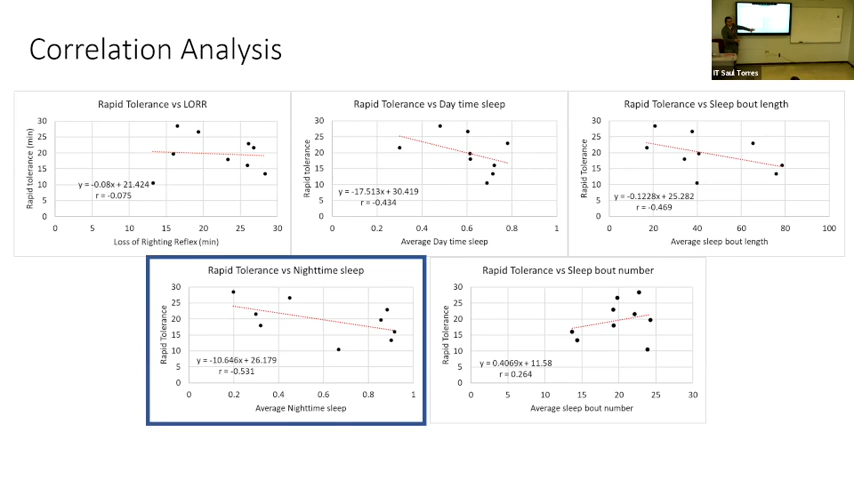 Correlation Analysis
IT Saul Torres
Rapid Tolerance vs LORR
Rapid tolerance (min)
30
25
20
15
10
5
0
y = -0.08x + 21.424
r = -0.075
0 5 10 15 20 25 30
Loss of Righting Reflex (min)
Rapid Tolerance vs Day time sleep
Rapid tolerance
30
25
20
15
10
5
0
y = -17.513x + 30.419
r = -0.434
0 0.2 0.4 0.6 0.8 1
Average Day time sleep
Rapid Tolerance vs Sleep bout length
Rapid tolerance
30
25
20
15
10
5
0
y = -0.1228x + 25.282
r = -0.469
0 20 40 60 80 100
Average sleep bout length
Rapid Tolerance vs Nighttime sleep
Rapid Tolerance
30
25
20
15
10
5
0
y = -10.646x + 26.179
r = -0.531
0 0.2 0.4 0.6 0.8 1
Average Nighttime sleep
Rapid Tolerance vs Sleep bout number
Rapid Tolerance
30
25
20
15
10
5
0
y = 0.4069x + 11.58
r = 0.264
0 5 10 15 20 25 30
Average sleep bout number